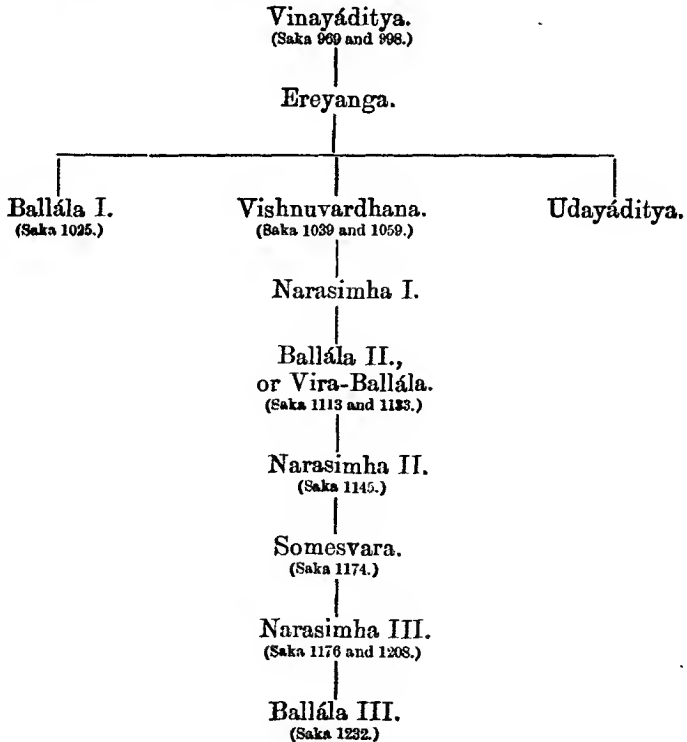 Vinayáditya.
(Saka 969 and 998.)
Ereyanga.
Ballála I. Vishnuvardhana. Udayáditya.
(Saka 1025.) (Saka 1039 and 1059.)
Narasimha I.
Ballála II.,
or Vira-Ballála.
(Saka 1113 and 1133.)
Narasimha II.
(Saka 1145.)
Somesvara.
(Saka 1174.)
Narasimha III.
(Saka 1176 and 1208.)
Ballála III.
(Saka 1232.)